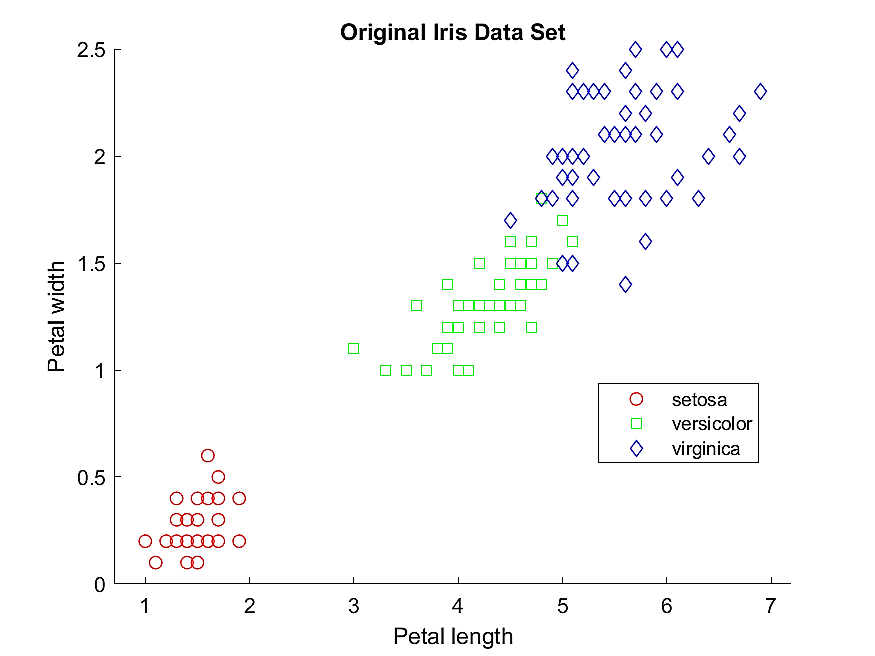 Original Iris Data Set
2.5
2
1.5
1
0.5
0
Petal width
1 2 3 4 5 6 7
Petal length
setosa
versicolor
virginica